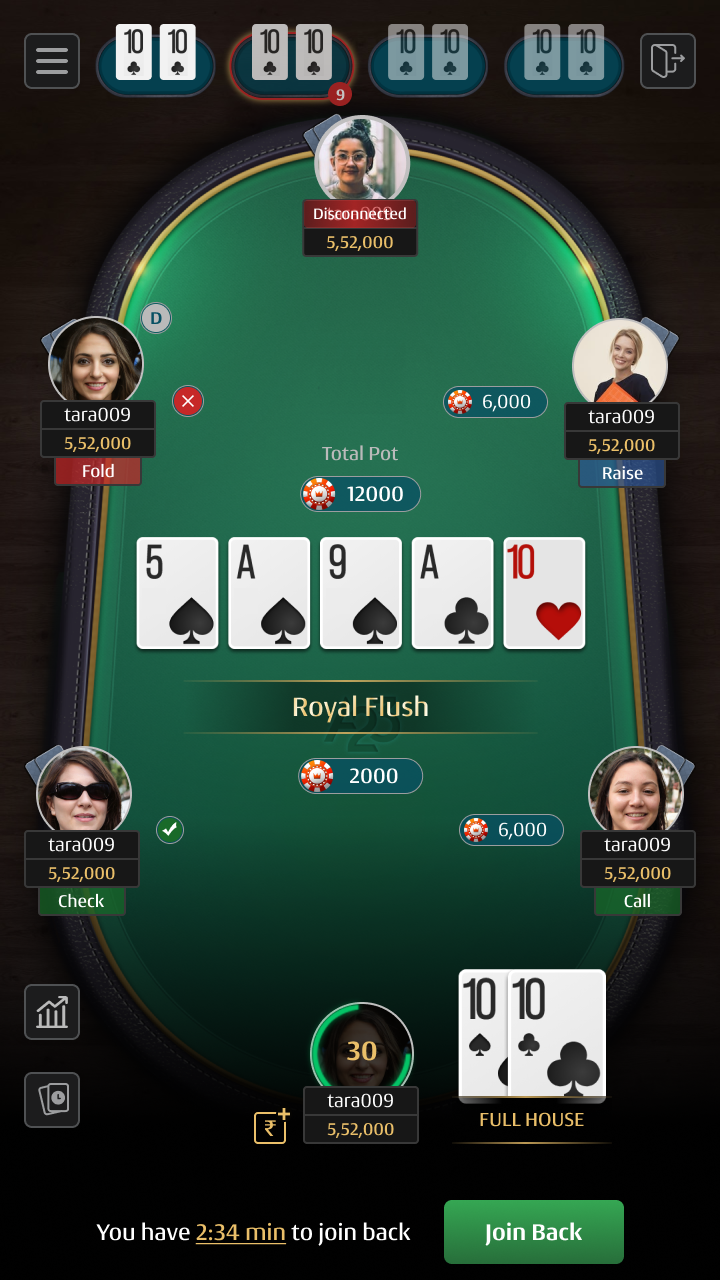 10 10 10 10 10 10 10 10
9
Disconnected
5,52,000
D
tara009
5,52,000
Fold
6,000
tara009
5,52,000
Raise
Total Pot
12000
5 A 9 A 10
Royal Flush
2000
tara009
5,52,000
Check
6,000
tara009
5,52,000
Call
10 10
30
tara009
5,52,000
₹+
FULL HOUSE
You have 2:34 min to join back
Join Back